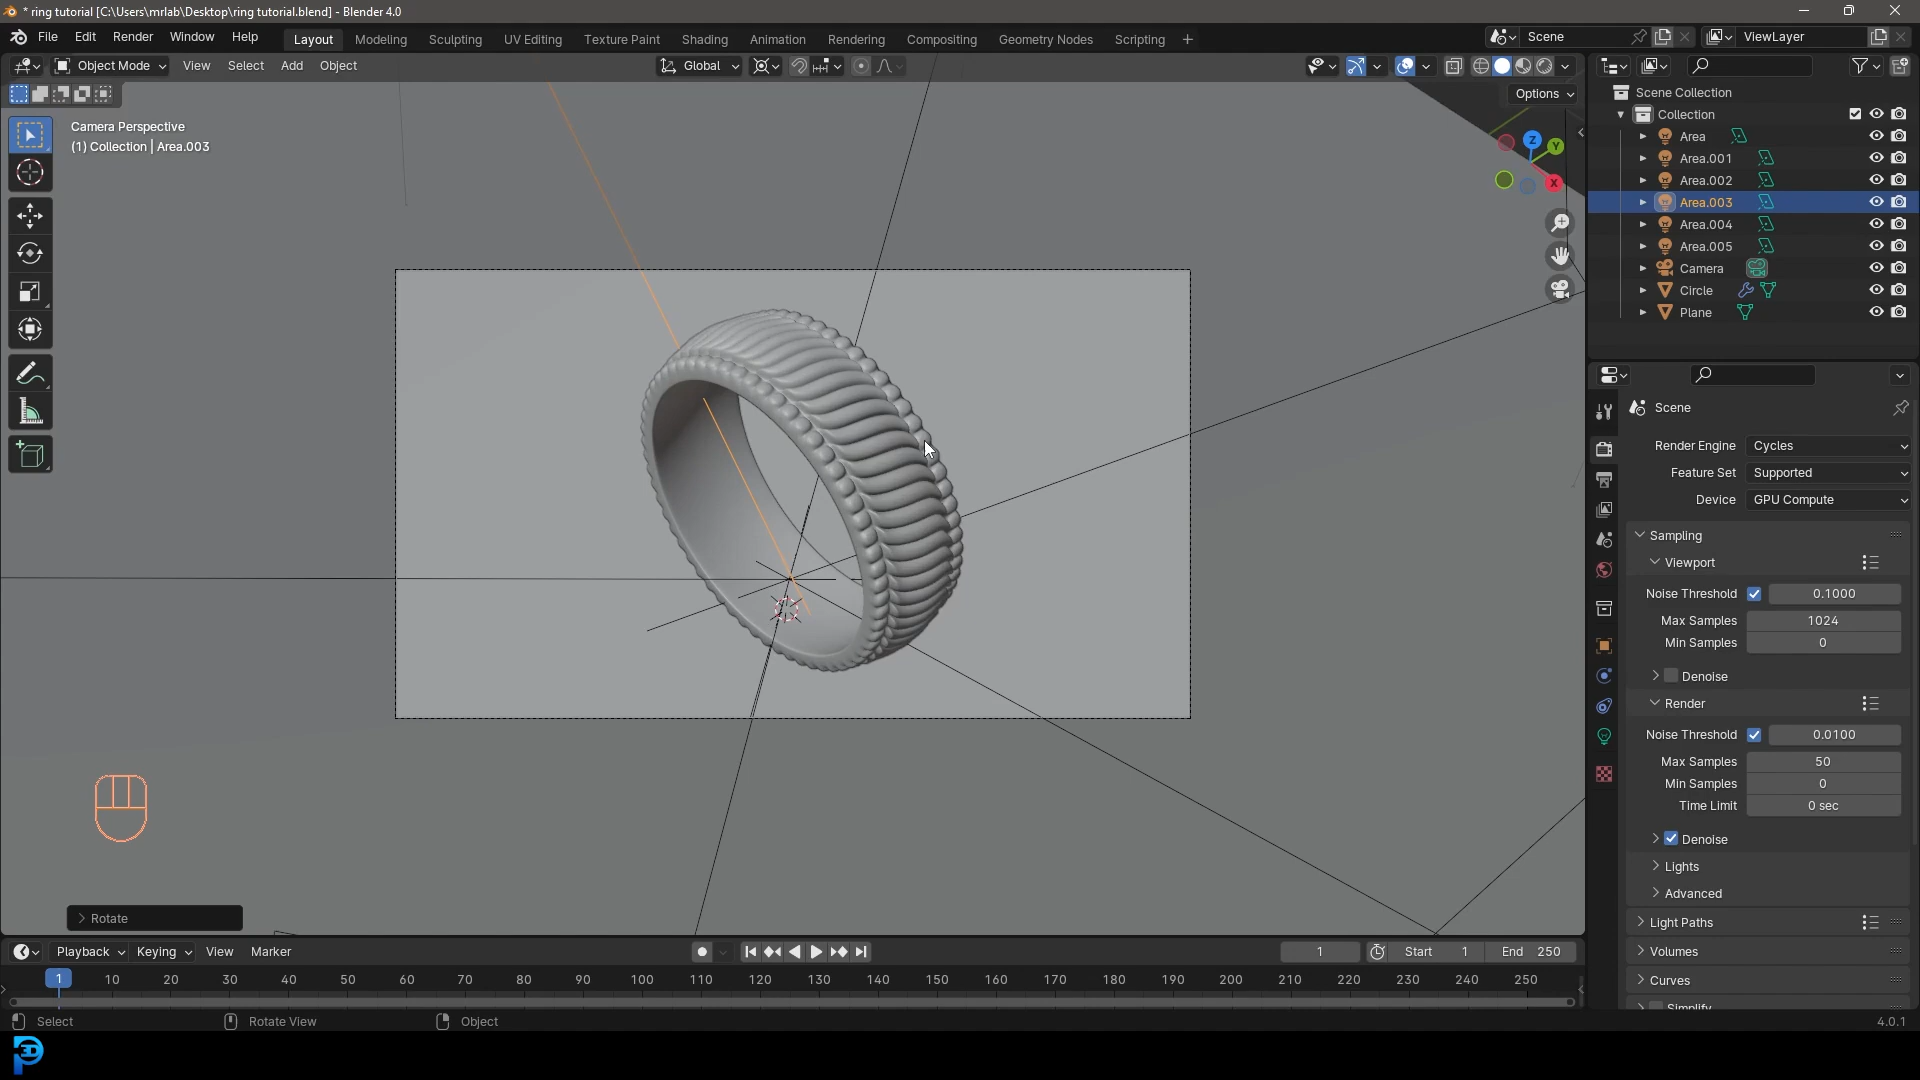 * ring tutorial [C:\Users\mrlab\Desktop\ring tutorial.blend] - Blender 4.0
File Edit Render Window Help
Layout Modeling Sculpting UV Editing Texture Paint Shading Animation Rendering Compositing Geometry Nodes Scripting +
Scene
ViewLayer
Object Mode View Select Add Object
Global
Options
Camera Perspective
(1) Collection | Area.003
Z
Y
X
Scene Collection
Collection
Area
Area.001
Area.002
Area.003
Area.004
Area.005
Camera
Circle
Plane
Scene
Render Engine Cycles
Feature Set Supported
Device GPU Compute
Sampling
Viewport
Noise Threshold 0.1000
Max Samples 1024
Min Samples 0
Denoise
Render
Noise Threshold 0.0100
Max Samples 50
Min Samples 0
Time Limit 0 sec
Denoise
Lights
Advanced
Light Paths
Volumes
Curves
Simplify
Rotate
Playback Keying View Marker
1 Start 1 End 250
1 10 20 30 40 50 60 70 80 90 100 110 120 130 140 150 160 170 180 190 200 210 220 230 240 250
Select Rotate View Object
4.0.1
3D